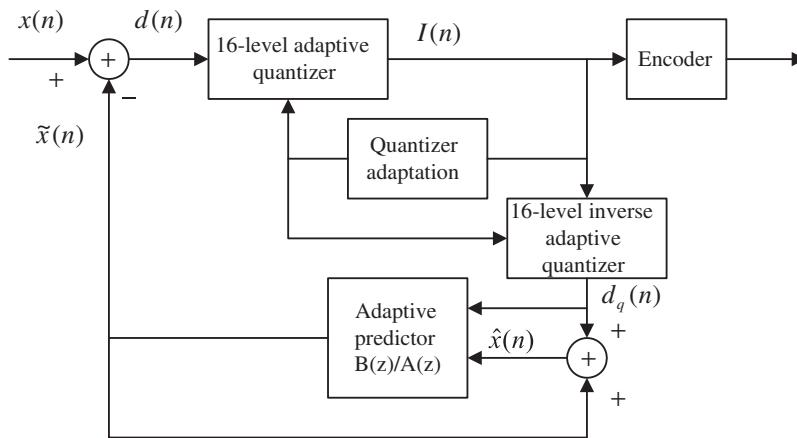 x(n)
d(n)
16-level adaptive
quantizer
I(n)
Encoder
+
+
−
x̃(n)
Quantizer
adaptation
16-level inverse
adaptive
quantizer
d_q(n)
Adaptive
predictor
B(z)/A(z)
x̂(n)
+
+
+